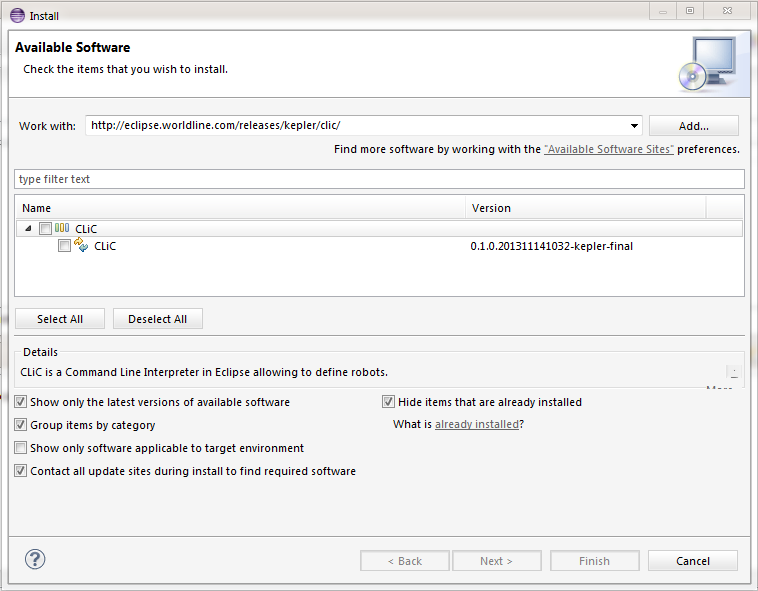 Install
Available Software
Check the items that you wish to install.
Work with: http://eclipse.worldline.com/releases/kepler/clic/ Add...
Find more software by working with the "Available Software Sites" preferences.
type filter text
Name Version
CLiC
CLiC 0.1.0.201311141032-kepler-final
Select All Deselect All
Details
CLiC is a Command Line Interpreter in Eclipse allowing to define robots.
Show only the latest versions of available software Hide items that are already installed
Group items by category What is already installed?
Show only software applicable to target environment
Contact all update sites during install to find required software
? < Back Next > Finish Cancel